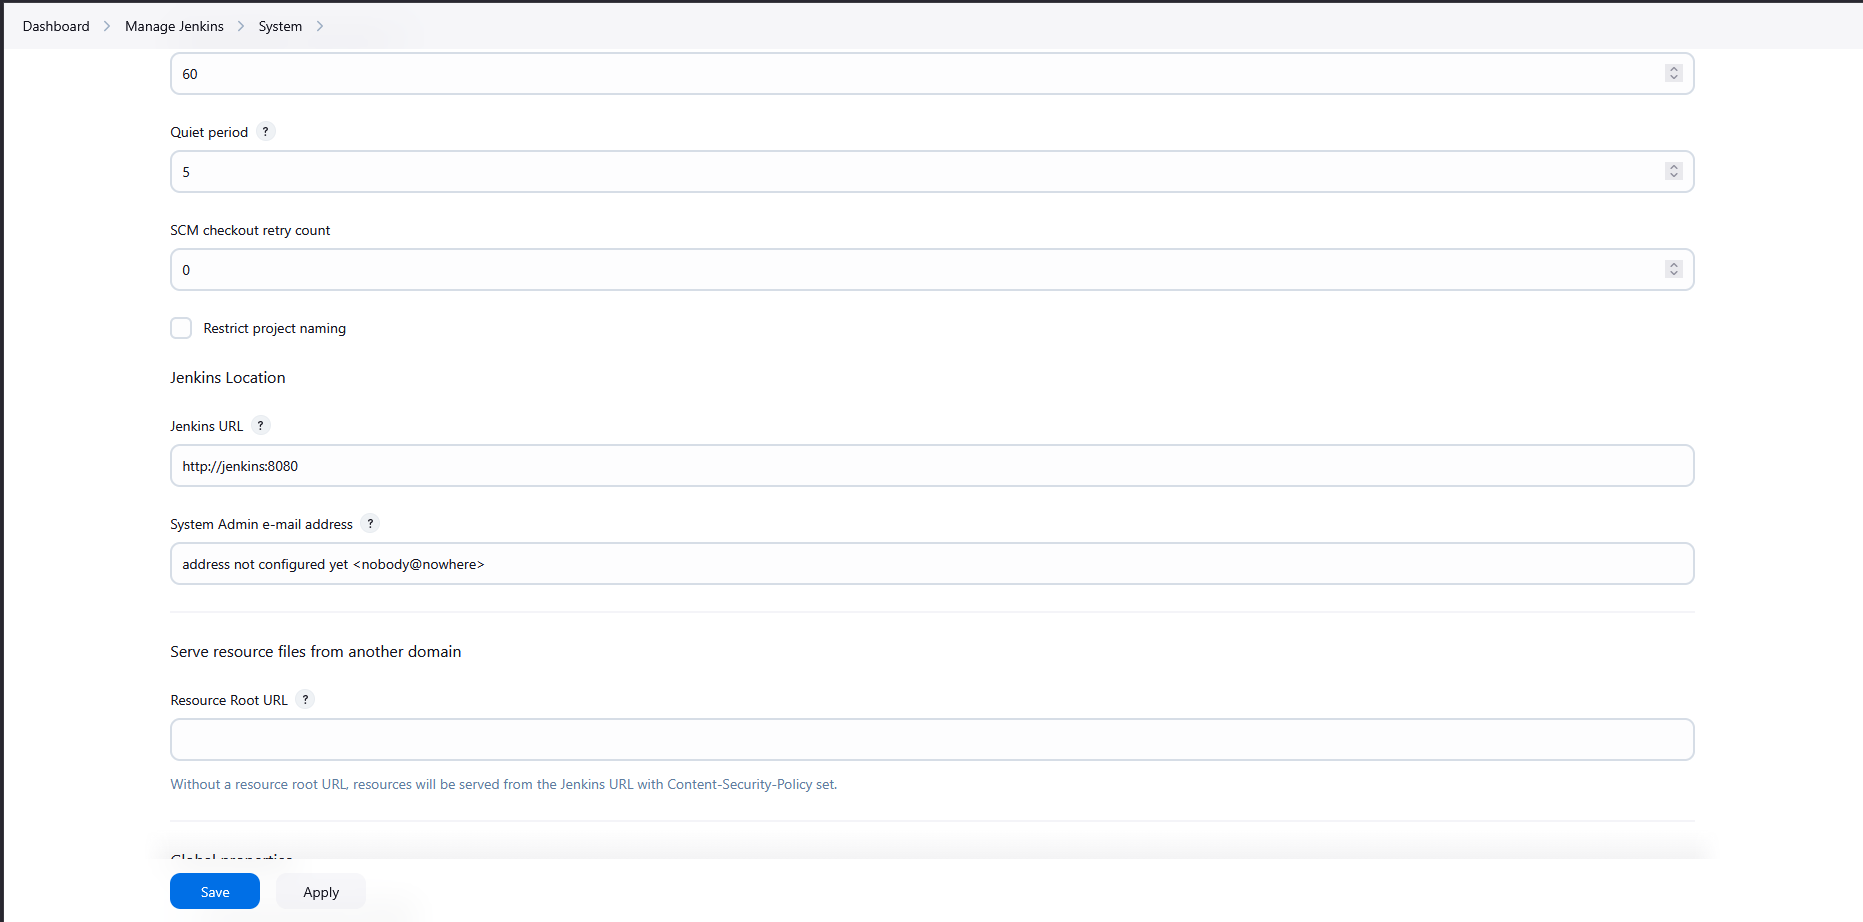 Dashboard > Manage Jenkins > System >
60
Quiet period ?
5
SCM checkout retry count
0
Restrict project naming
Jenkins Location
Jenkins URL ?
http://jenkins:8080
System Admin e-mail address ?
address not configured yet <nobody@nowhere>
Serve resource files from another domain
Resource Root URL ?
Without a resource root URL, resources will be served from the Jenkins URL with Content-Security-Policy set.
Global properties
Save Apply